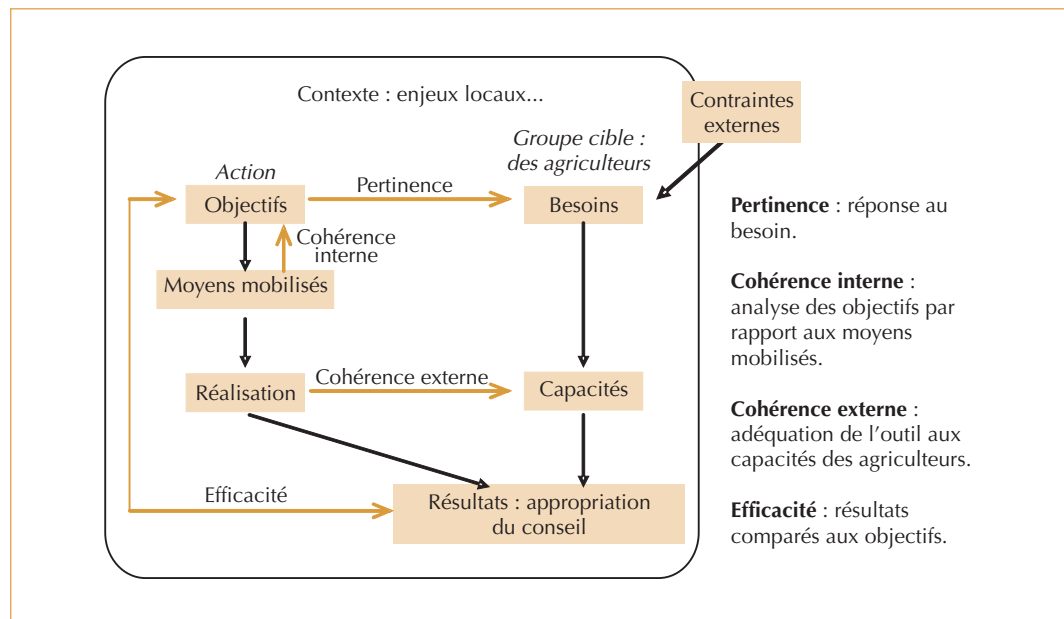 Contexte : enjeux locaux...
Contraintes
externes
Groupe cible :
des agriculteurs
Action
Objectifs
Pertinence
Besoins
Cohérence
interne
Moyens mobilisés
Réalisation
Cohérence externe
Capacités
Efficacité
Résultats : appropriation
du conseil
Pertinence : réponse au
besoin.
Cohérence interne :
analyse des objectifs par
rapport aux moyens
mobilisés.
Cohérence externe :
adéquation de l’outil aux
capacités des agriculteurs.
Efficacité : résultats
comparés aux objectifs.